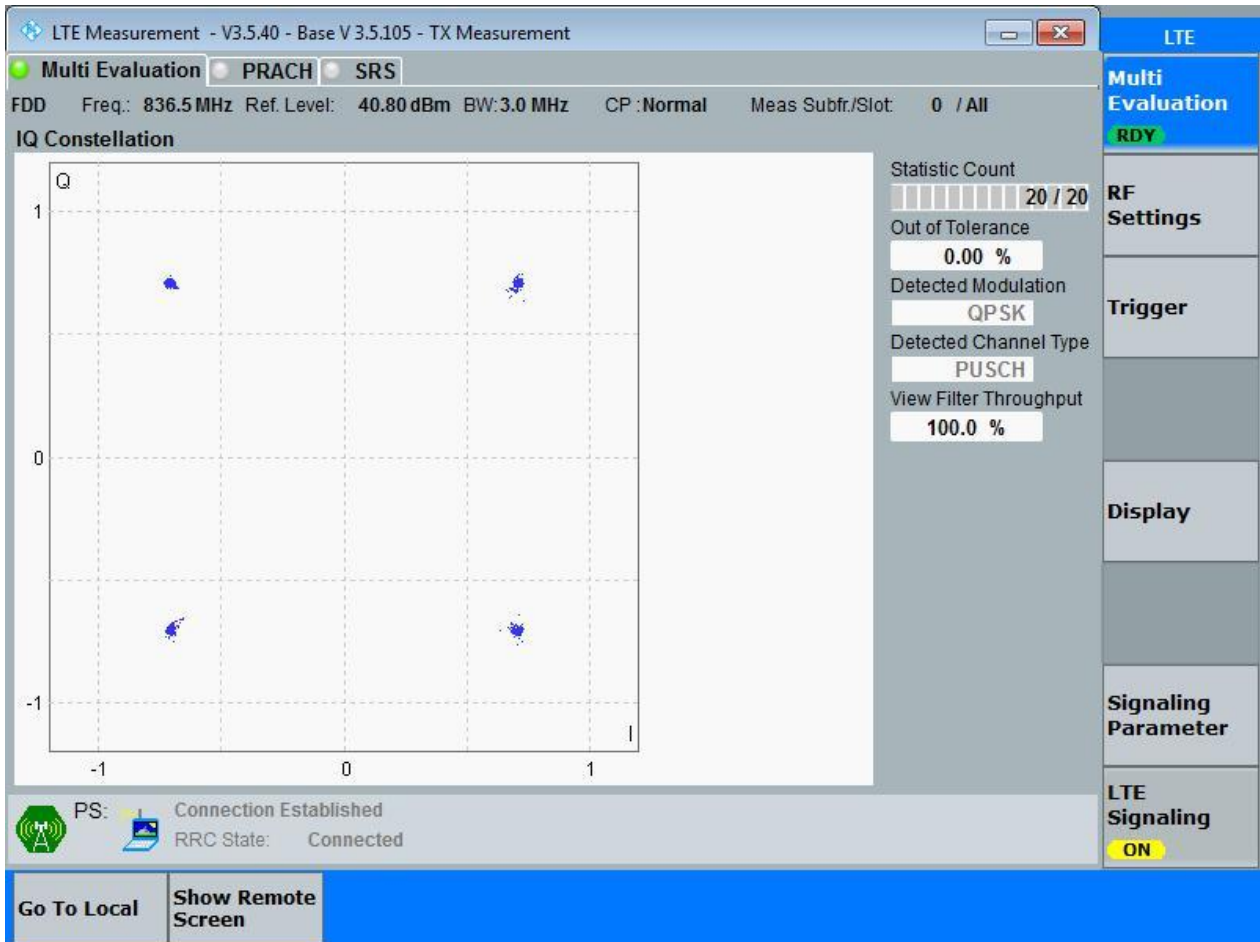 LTE Measurement - V3.5.40 - Base V 3.5.105 - TX Measurement
LTE
Multi Evaluation PRACH SRS
Multi
Evaluation
RDY
FDD Freq.: 836.5 MHz Ref. Level: 40.80 dBm BW: 3.0 MHz CP : Normal Meas Subfr./Slot: 0 / All
IQ Constellation
Q
1
0
-1
I
-1 0 1
Statistic Count
20 / 20
Out of Tolerance
0.00 %
Detected Modulation
QPSK
Detected Channel Type
PUSCH
View Filter Throughput
100.0 %
RF
Settings
Trigger
Display
Signaling
Parameter
LTE
Signaling
ON
PS: Connection Established
RRC State: Connected
Go To Local
Show Remote
Screen